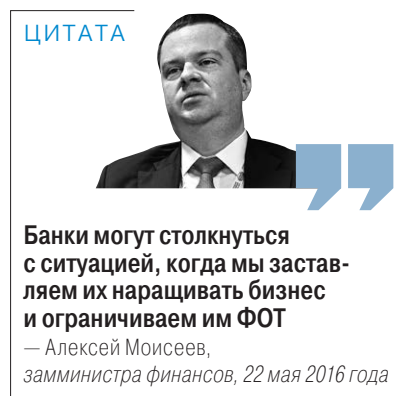 ЦИТАТА
Банки могут столкнуться
с ситуацией, когда мы застав-
ляем их наращивать бизнес
и ограничиваем им ФОТ
— Алексей Моисеев,
замминистра финансов, 22 мая 2016 года